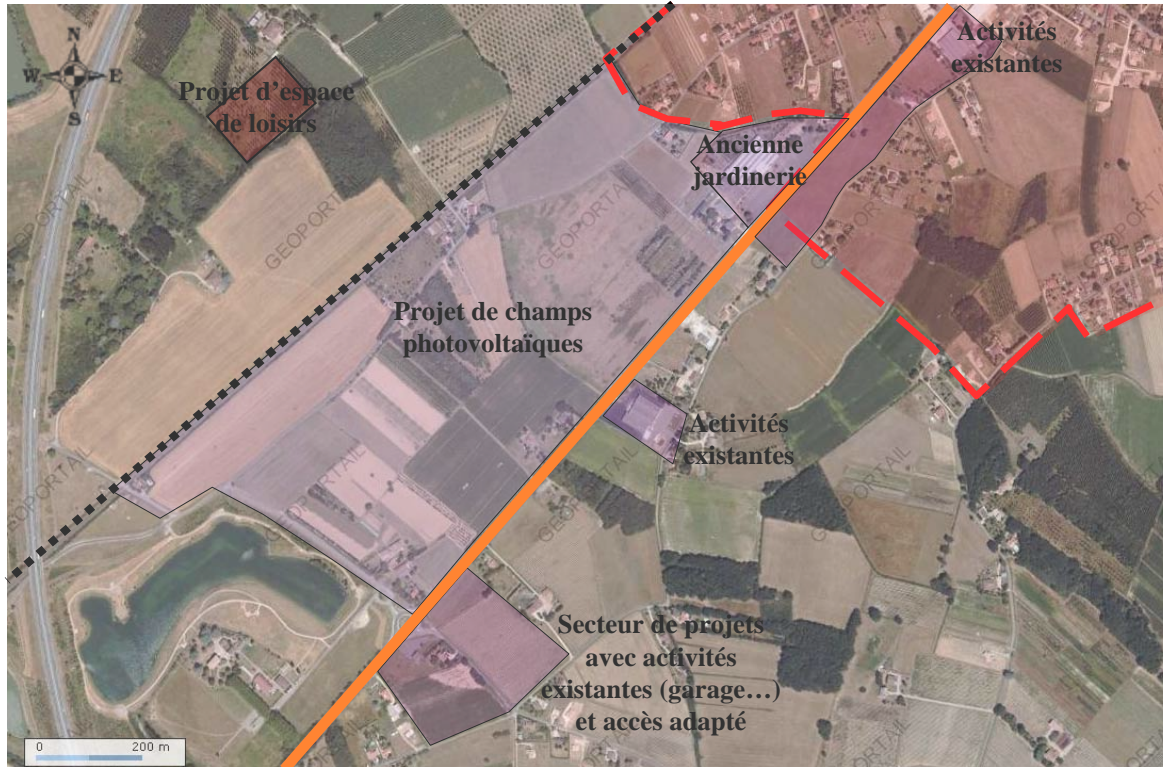 Activités
existantes
N
W
E
S
Projet d'espace
de loisirs
Ancienne
jardinerie
GEOPORTAIL
GEOPORTAIL
GEOPORTAIL
Projet de champs
photovoltaïques
Activités
existantes
GEOPORTAIL
GEOPORTAIL
GEOPORTAIL
GEOPORTAIL
Secteur de projets
avec activités
existantes (garage…)
et accès adapté
0
200 m